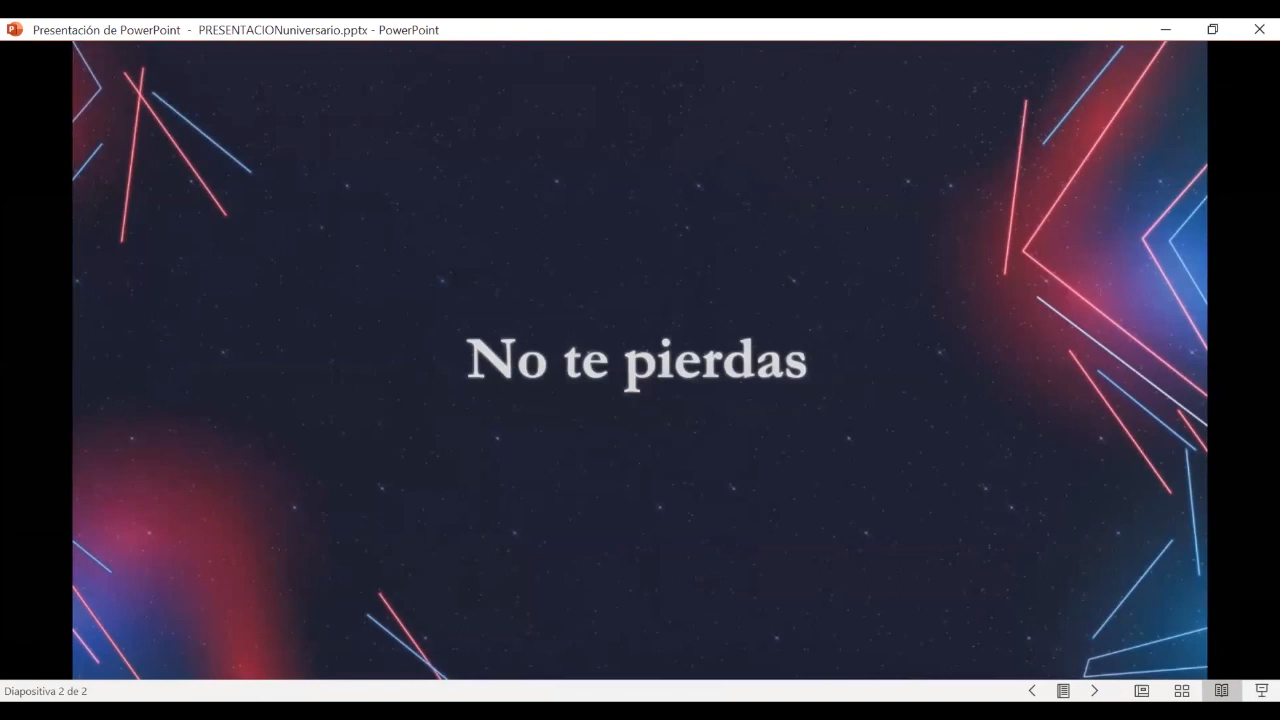 Presentación de PowerPoint - PRESENTACIONuniversario.pptx - PowerPoint
No te pierdas
Diapositiva 2 de 2